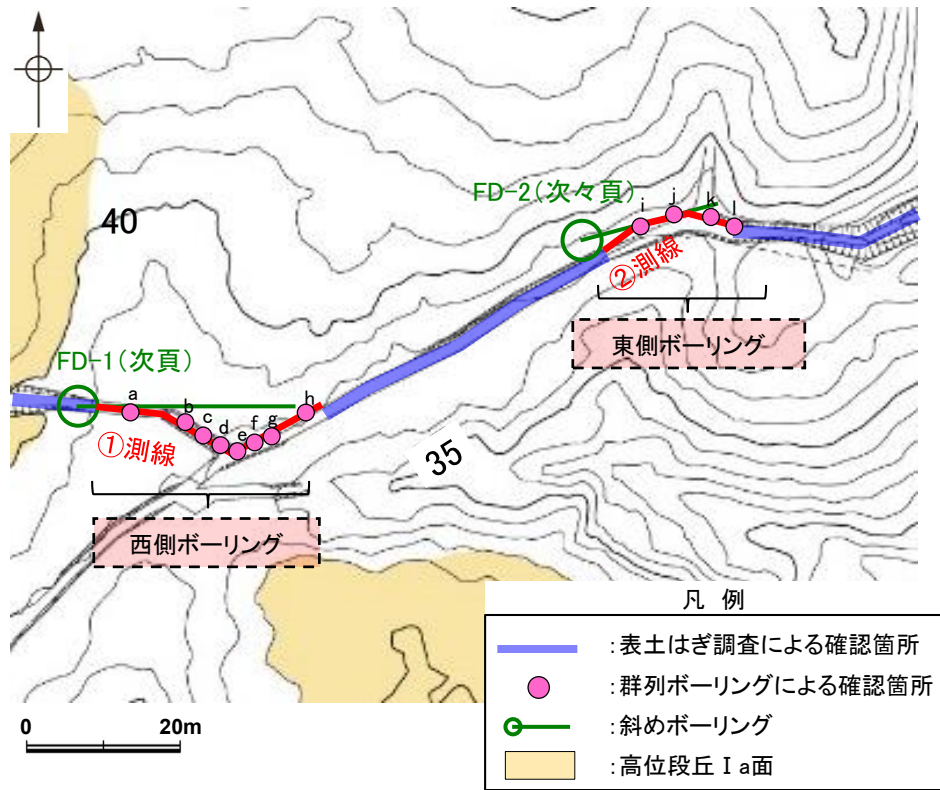 40
FD-2(次々頁)
i
j
k
l
②測線
東側ボーリング
FD-1(次頁)
a
b
c
d
e
f
g
h
①測線
35
西側ボーリング
凡 例
:表土はぎ調査による確認箇所
:群列ボーリングによる確認箇所
:斜めボーリング
:高位段丘Ⅰa面
0 20m